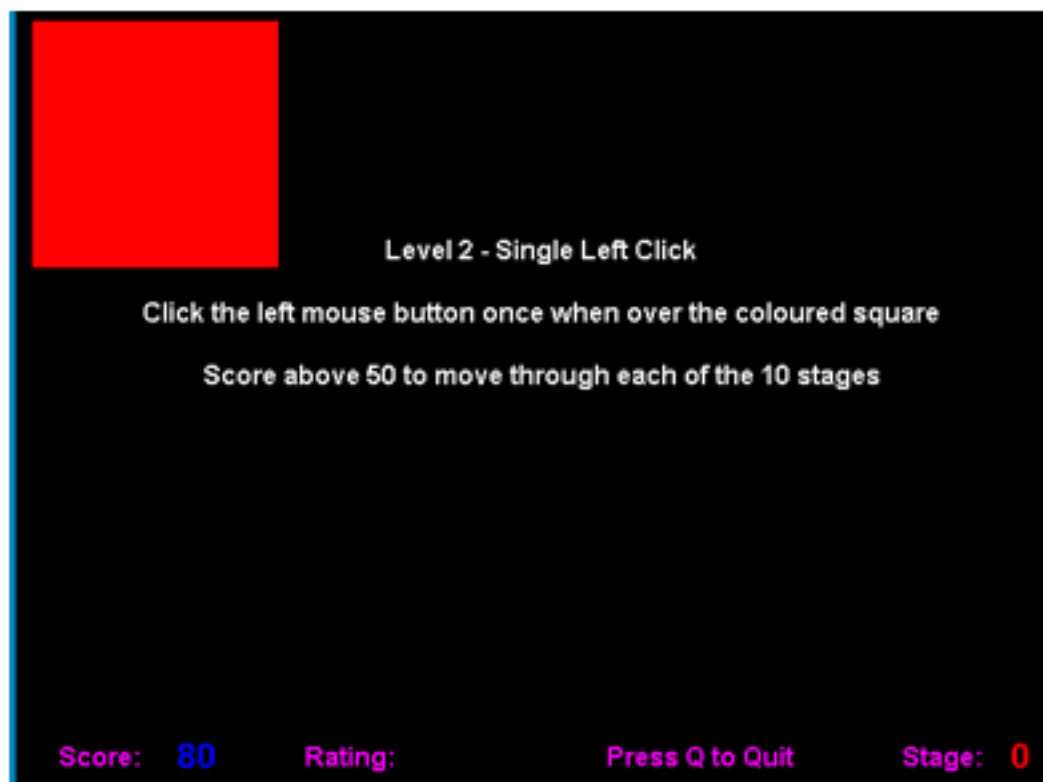 Level 2 - Single Left Click
Click the left mouse button once when over the coloured square
Score above 50 to move through each of the 10 stages
Score: 80 Rating: Press Q to Quit Stage: 0